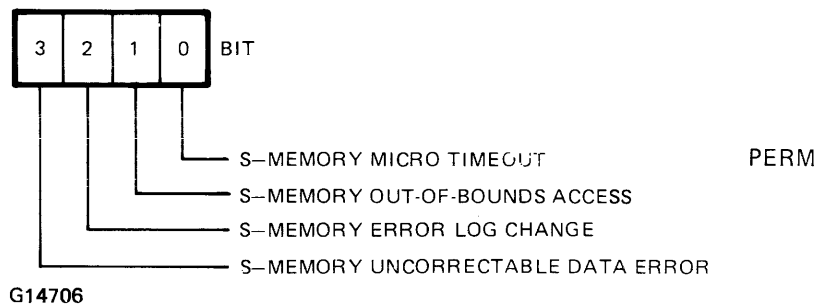 3 2 1 0 BIT
S–MEMORY MICRO TIMEOUT PERM
S–MEMORY OUT-OF-BOUNDS ACCESS
S–MEMORY ERROR LOG CHANGE
S–MEMORY UNCORRECTABLE DATA ERROR
G14706